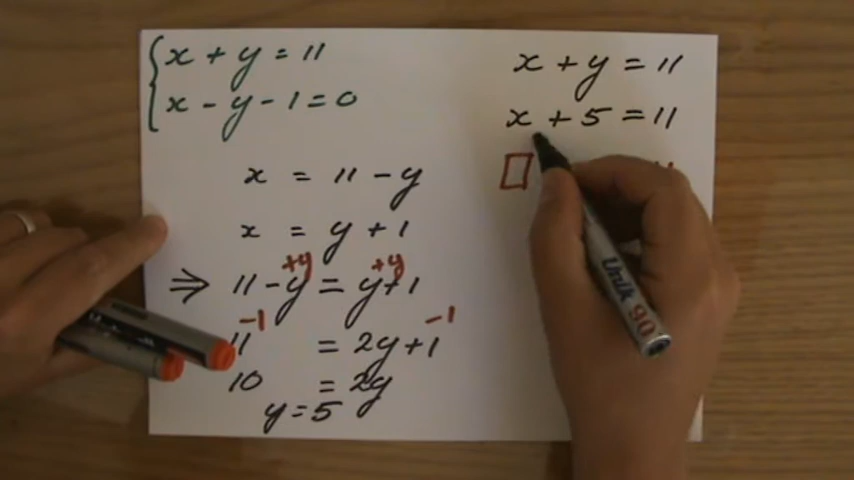 x + y = 11
x - y - 1 = 0
x = 11 - y
x = y + 1
+y +y
⇒ 11 - y = y + 1
-1 -1
11 = 2y + 1
10 = 2y
y = 5
x + y = 11
x + 5 = 11
Unik 90